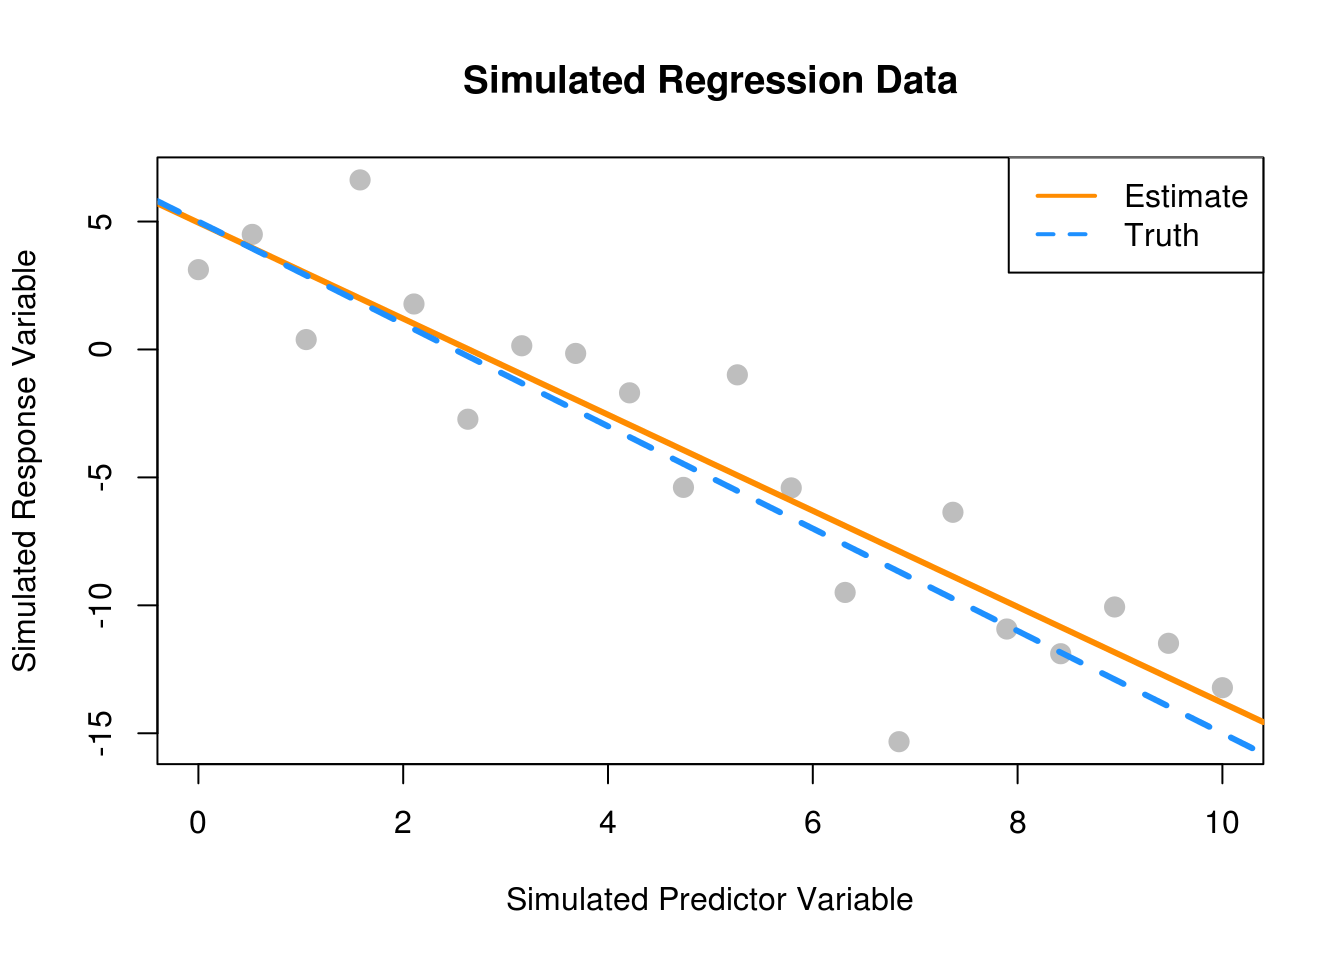 Simulated Regression Data
Estimate
Truth
Simulated Response Variable
5
0
-5
-10
-15
0 2 4 6 8 10
Simulated Predictor Variable